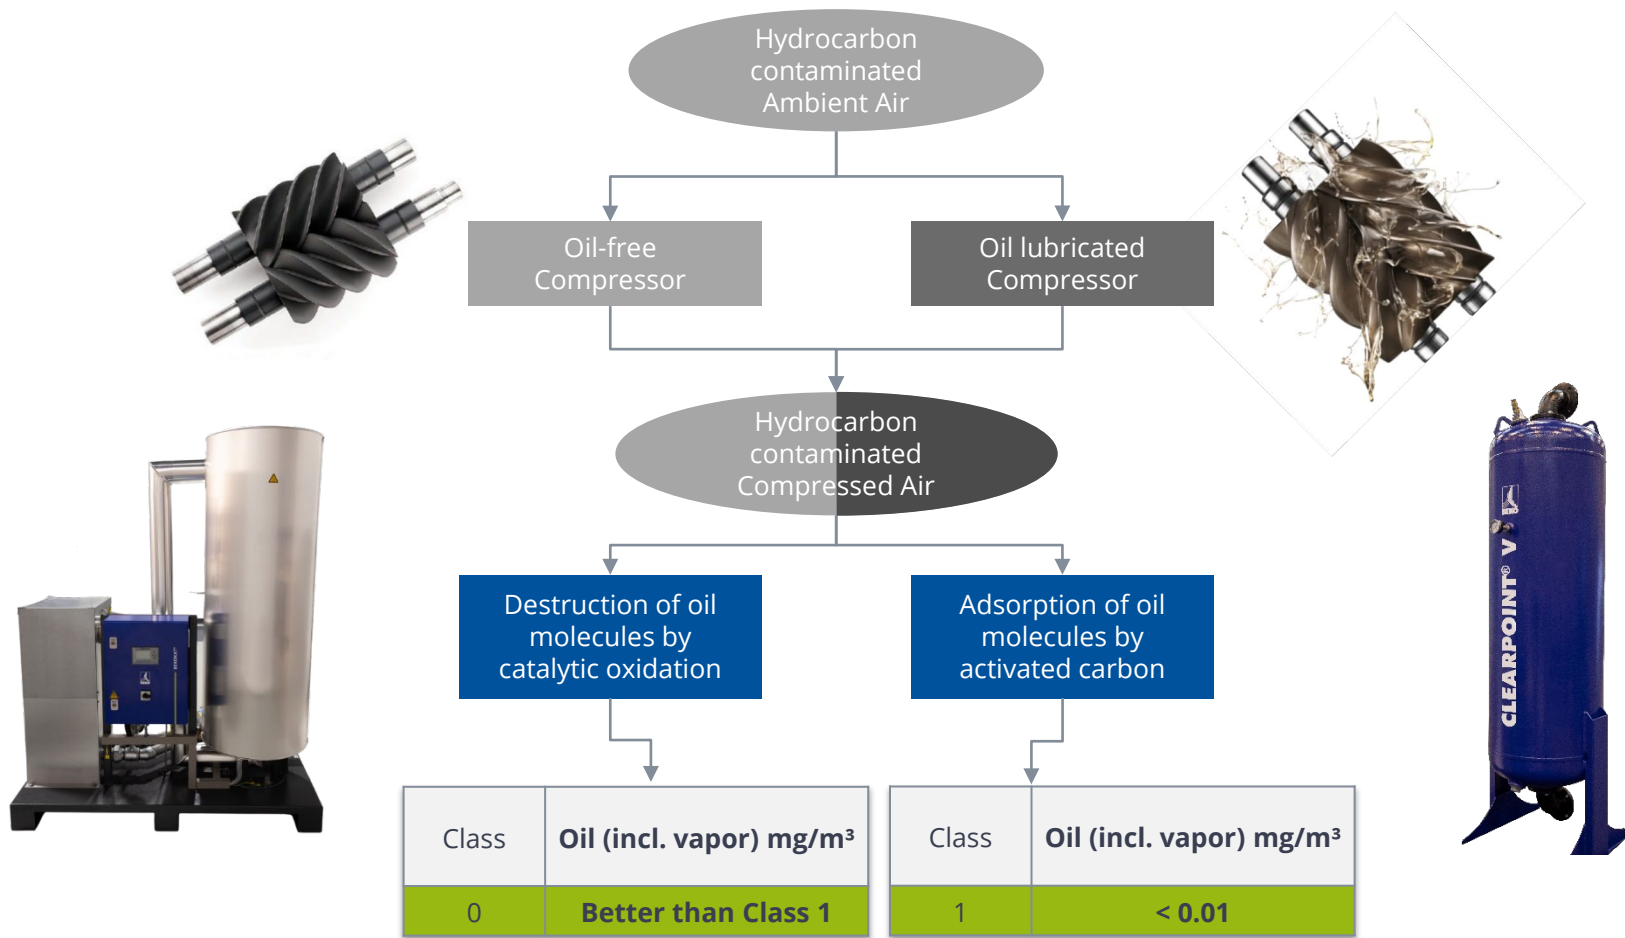 Hydrocarbon
contaminated
Ambient Air
Oil-free
Compressor
Oil lubricated
Compressor
Hydrocarbon
contaminated
Compressed Air
CLEARPOINT® V
Destruction of oil
molecules by
catalytic oxidation
Adsorption of oil
molecules by
activated carbon
Class
Oil (incl. vapor) mg/m³
0
Better than Class 1
Class
Oil (incl. vapor) mg/m³
1
< 0.01